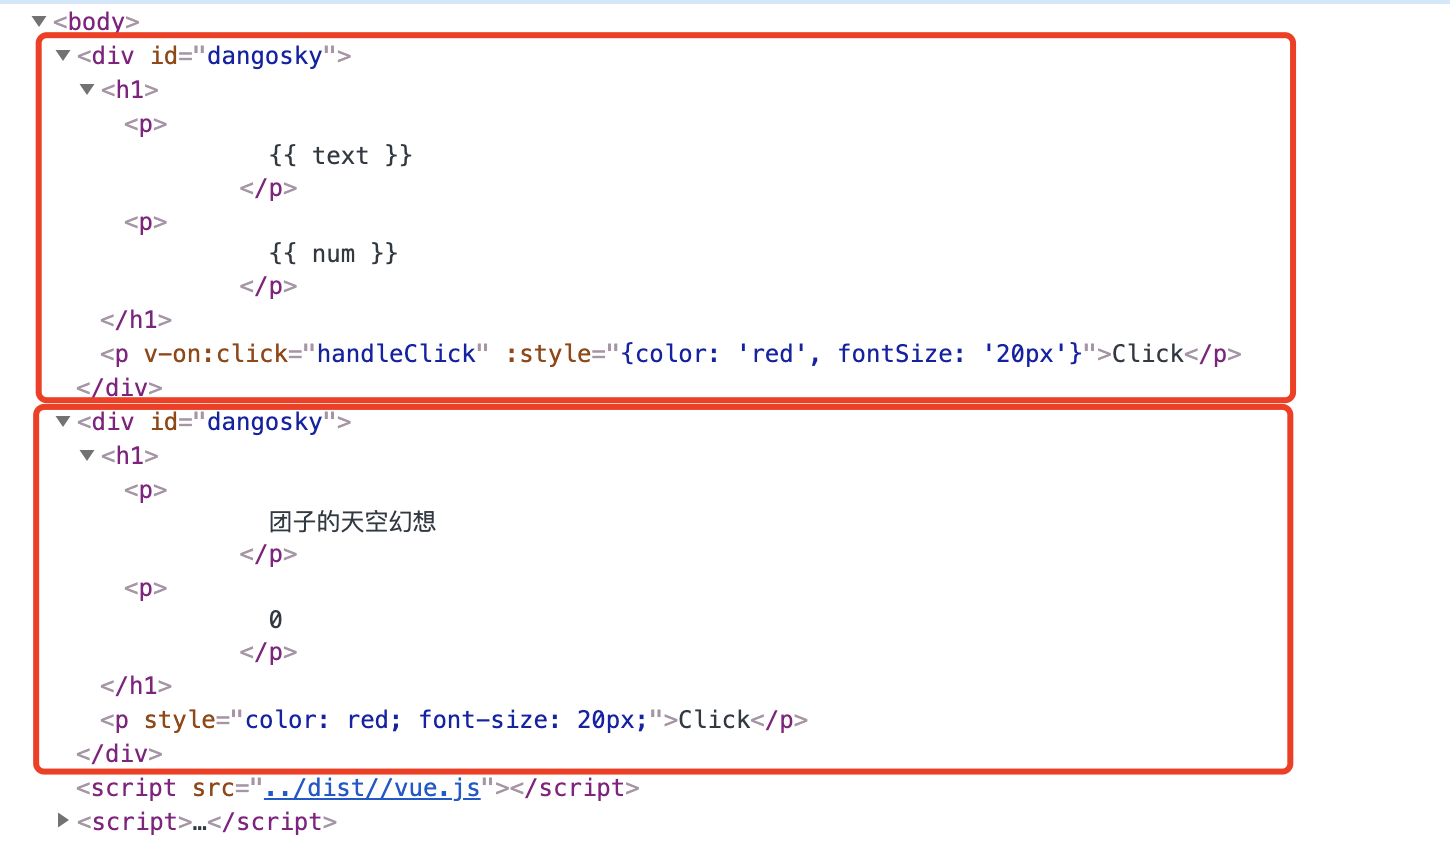 <body>
<div id="dangosky">
<h1>
<p>
{{ text }}
</p>
<p>
{{ num }}
</p>
</h1>
<p v-on:click="handleClick" :style="{color: 'red', fontSize: '20px'}">Click</p>
</div>
<div id="dangosky">
<h1>
<p>
团子的天空幻想
</p>
<p>
0
</p>
</h1>
<p style="color: red; font-size: 20px;">Click</p>
</div>
<script src="../dist//vue.js"></script>
<script>…</script>